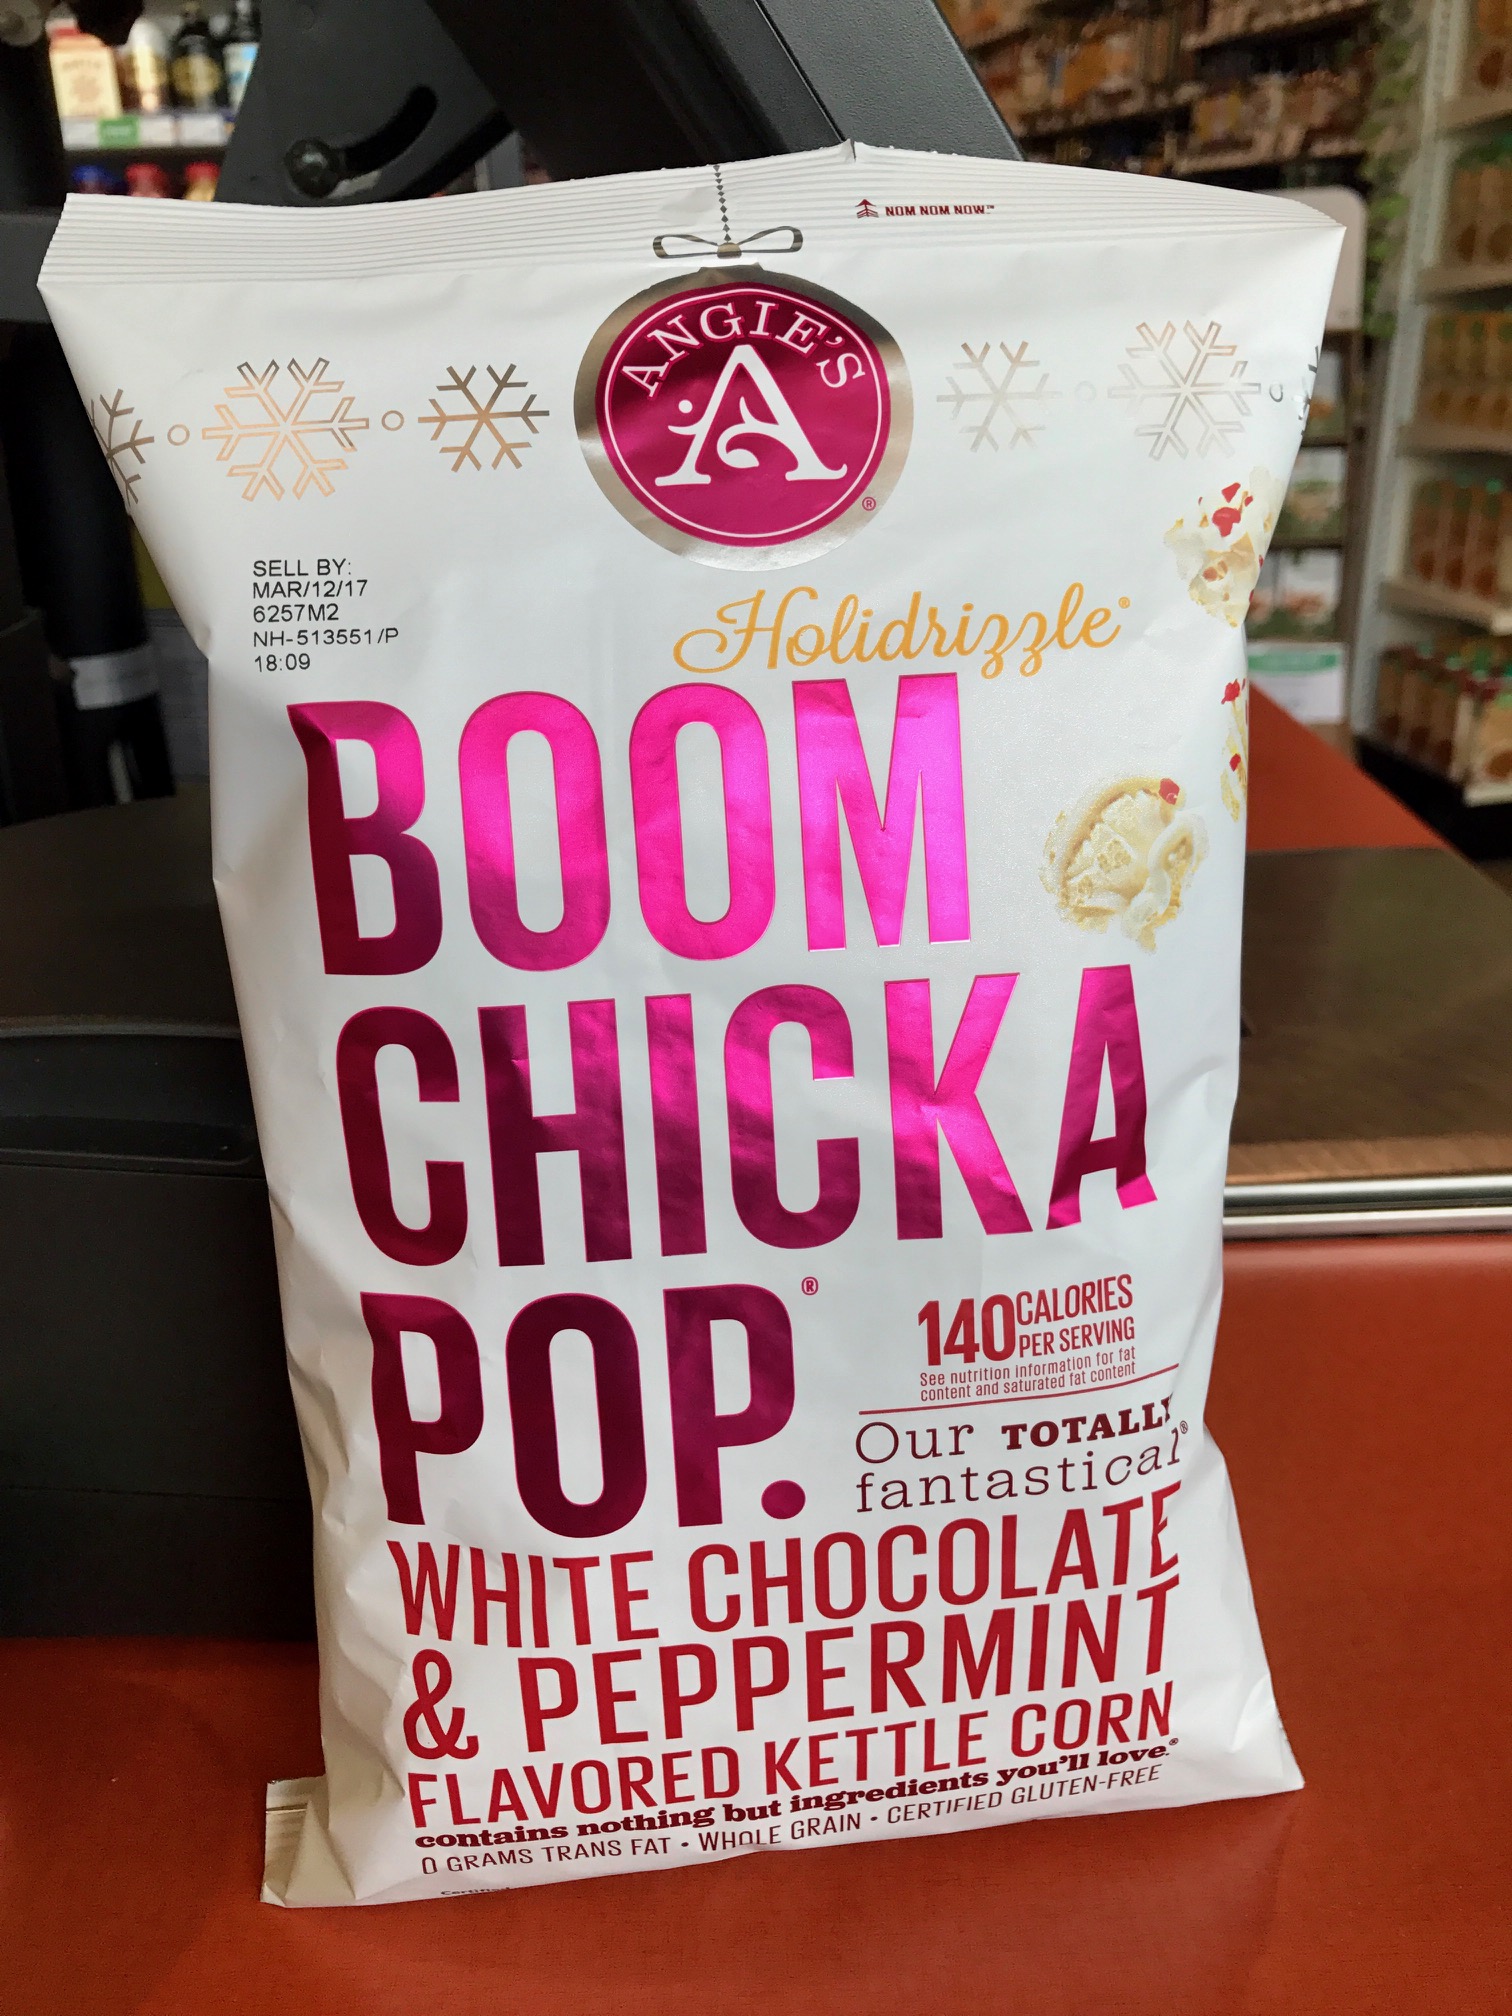 NOM NOM NOW.™
ANGIE'S
A
®
SELL BY:
MAR/12/17
6257M2
NH-513551/P
18:09
Holidrizzle®
BOOM
CHICKA
POP.®
140 CALORIES
PER SERVING
See nutrition information for fat
content and saturated fat content
Our TOTALLY
fantastical®
WHITE CHOCOLATE
& PEPPERMINT
FLAVORED KETTLE CORN
contains nothing but ingredients you'll love.®
0 GRAMS TRANS FAT • WHOLE GRAIN • CERTIFIED GLUTEN-FREE